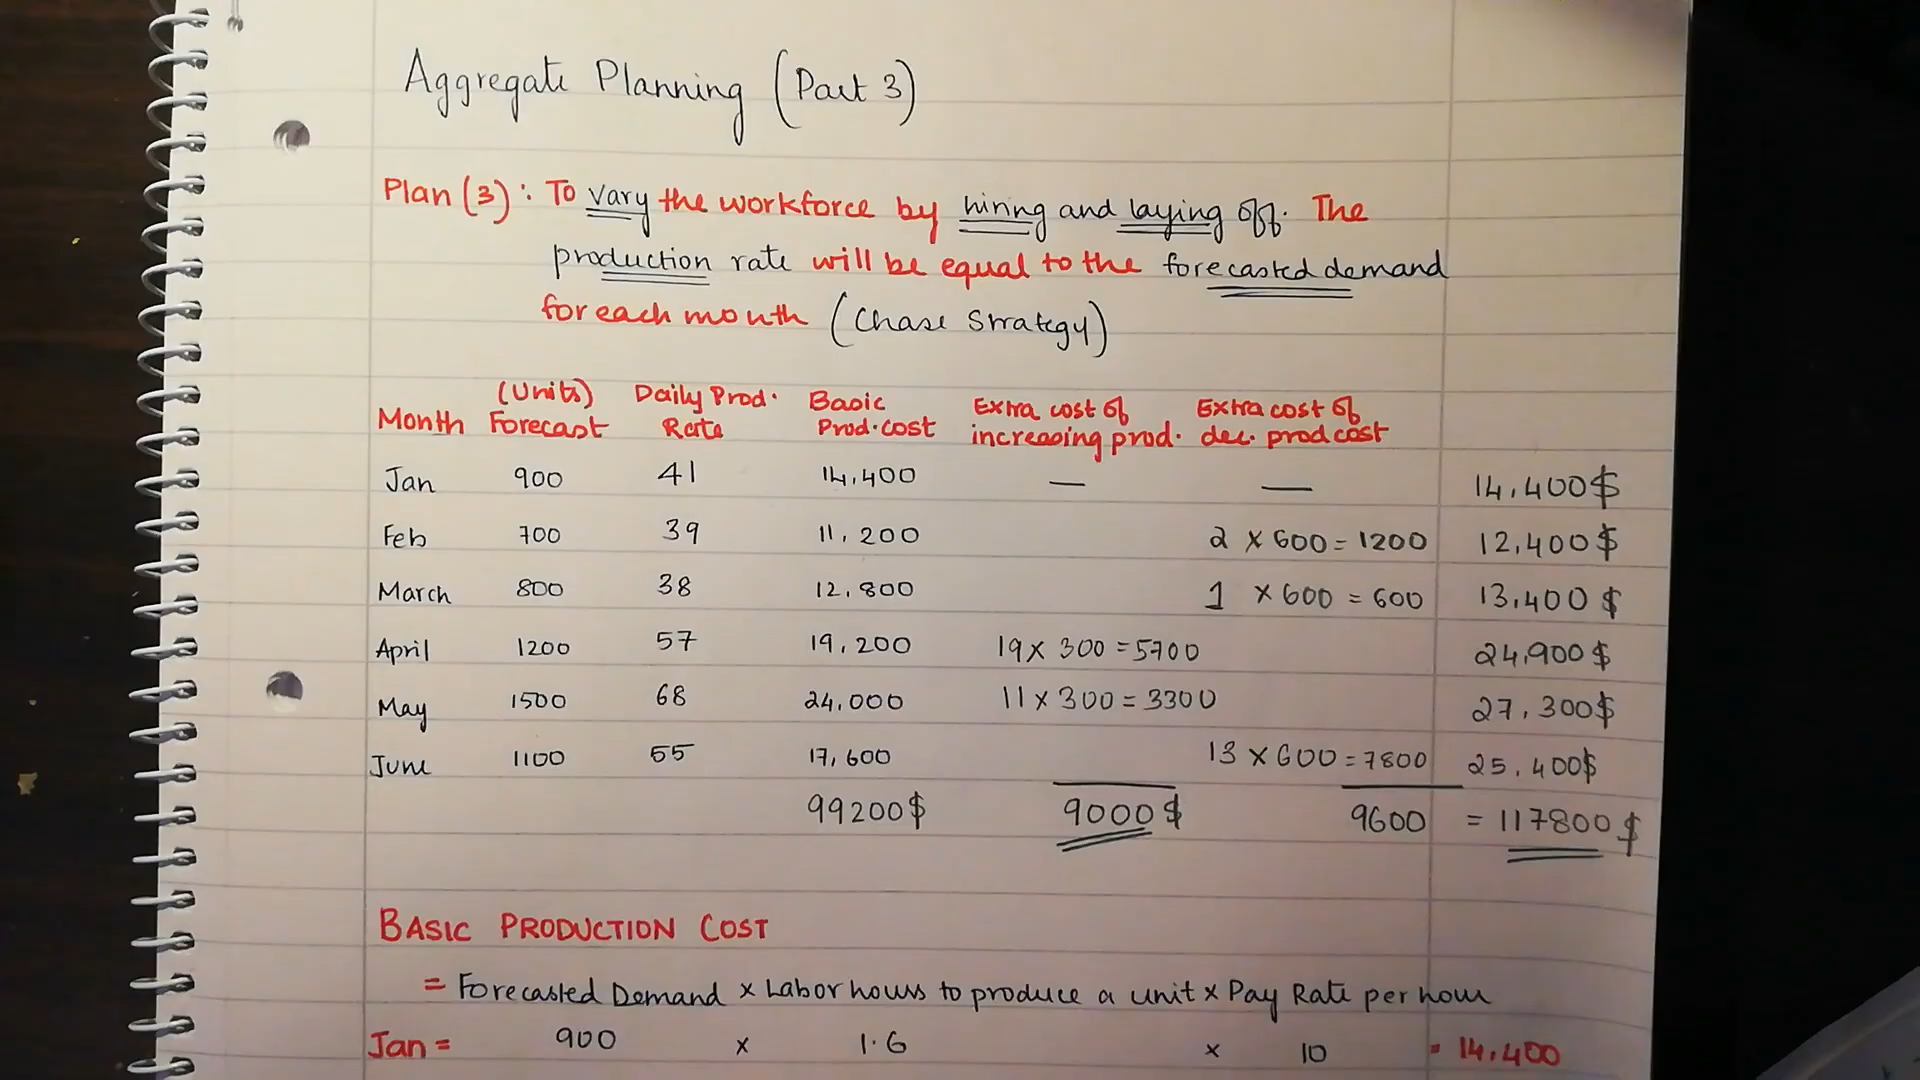 Aggregate Planning (Part 3)
Plan (3): To vary the workforce by hiring and laying off. The
production rate will be equal to the forecasted demand
for each month (Chase Strategy)
Month (Units) Forecast Daily Prod. Rate Basic Prod. cost Extra cost of increasing prod. Extra cost of dec. prod cost
Jan 900 41 14,400 — — 14,400$
Feb 700 39 11,200 2 x 600 = 1200 12,400$
March 800 38 12,800 1 x 600 = 600 13,400$
April 1200 57 19,200 19 x 300 = 5700 24,900$
May 1500 68 24,000 11 x 300 = 3300 27,300$
June 1100 55 17,600 13 x 600 = 7800 25,400$
99200$ 9000$ 9600 = 117800$
BASIC PRODUCTION COST
= Forecasted Demand x Labor hours to produce a unit x Pay Rate per hour
Jan = 900 x 1.6 x 10 = 14,400